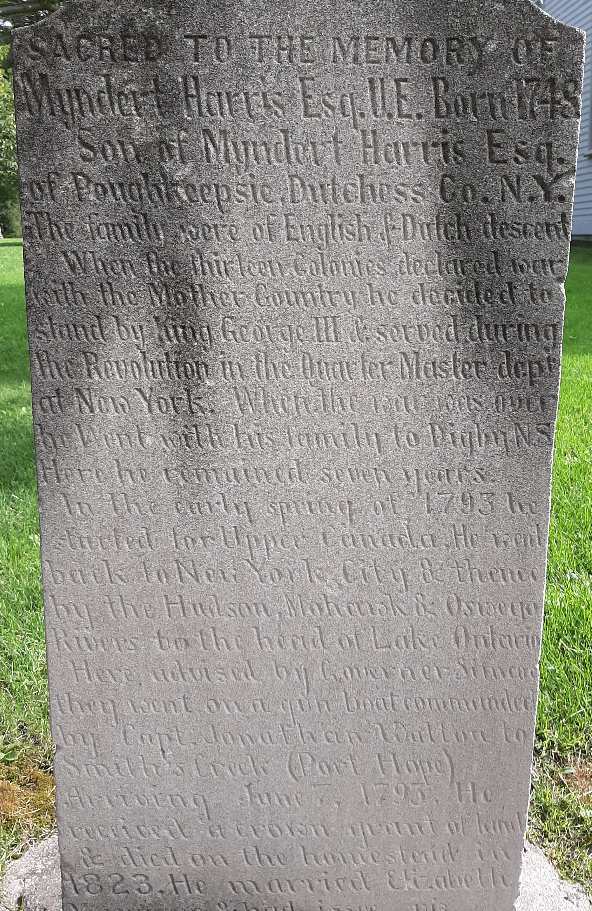 SACRED TO THE MEMORY OF
Myndert Harris Esq. U.E. Born 1748
Son of Myndert Harris Esq.
of Poughkeepsie, Dutchess Co. N.Y.
The family were of English & Dutch descent
When the thirteen Colonies declared war
with the Mother Country he decided to
stand by King George III & served during
the Revolution in the Quarter Master dept
at New York. When the war was over
he went with his family to Digby N.S
Here he remained seven years.
In the early spring of 1793 he
started for Upper Canada. He went
back to New York City & thence
by the Hudson, Mohawk & Oswego
Rivers to the head of Lake Ontario
Here, advised by Governer Simcoe
they went on a gun boat commanded
by Capt. Jonathan Walton to
Smith's Creek (Port Hope)
Arriving June 7, 1793 He
received a crown grant of land
& died on the homestead in
1823. He married Elizabeth
& had